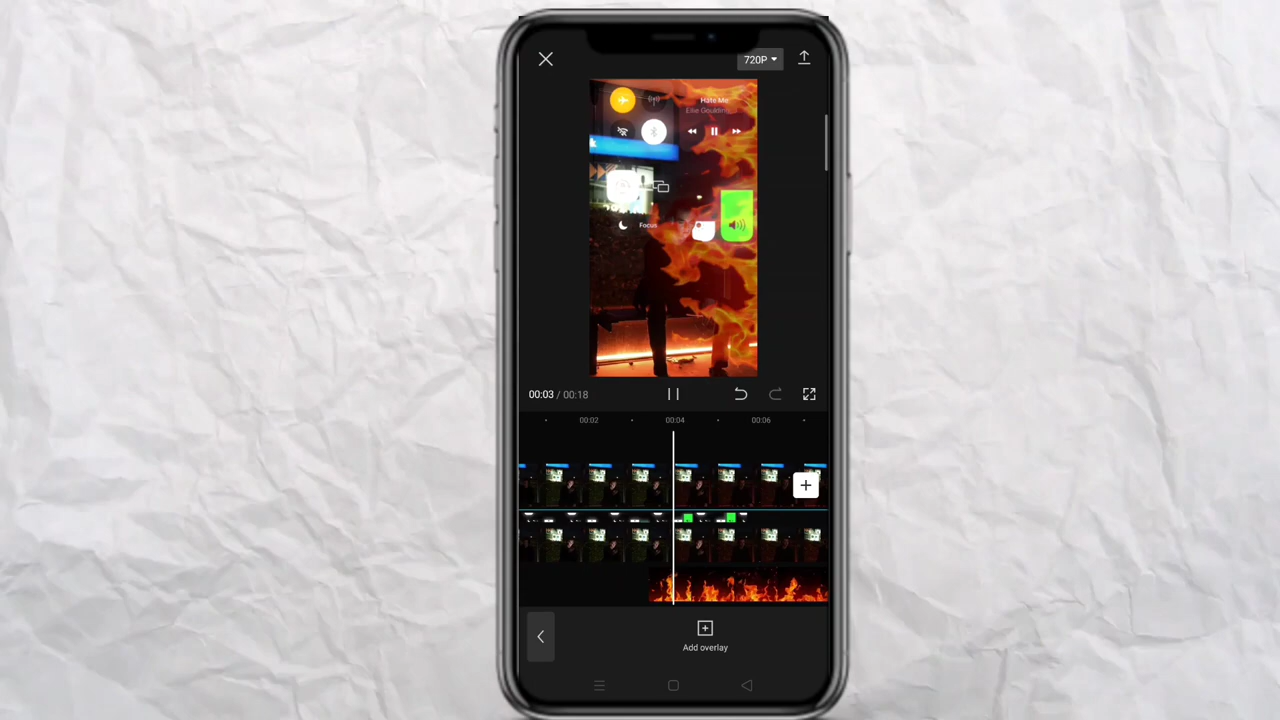 720P
Hate Me
Ellie Goulding
k
Focus
00:03 / 00:18
00:02
00:04
00:06
Add overlay